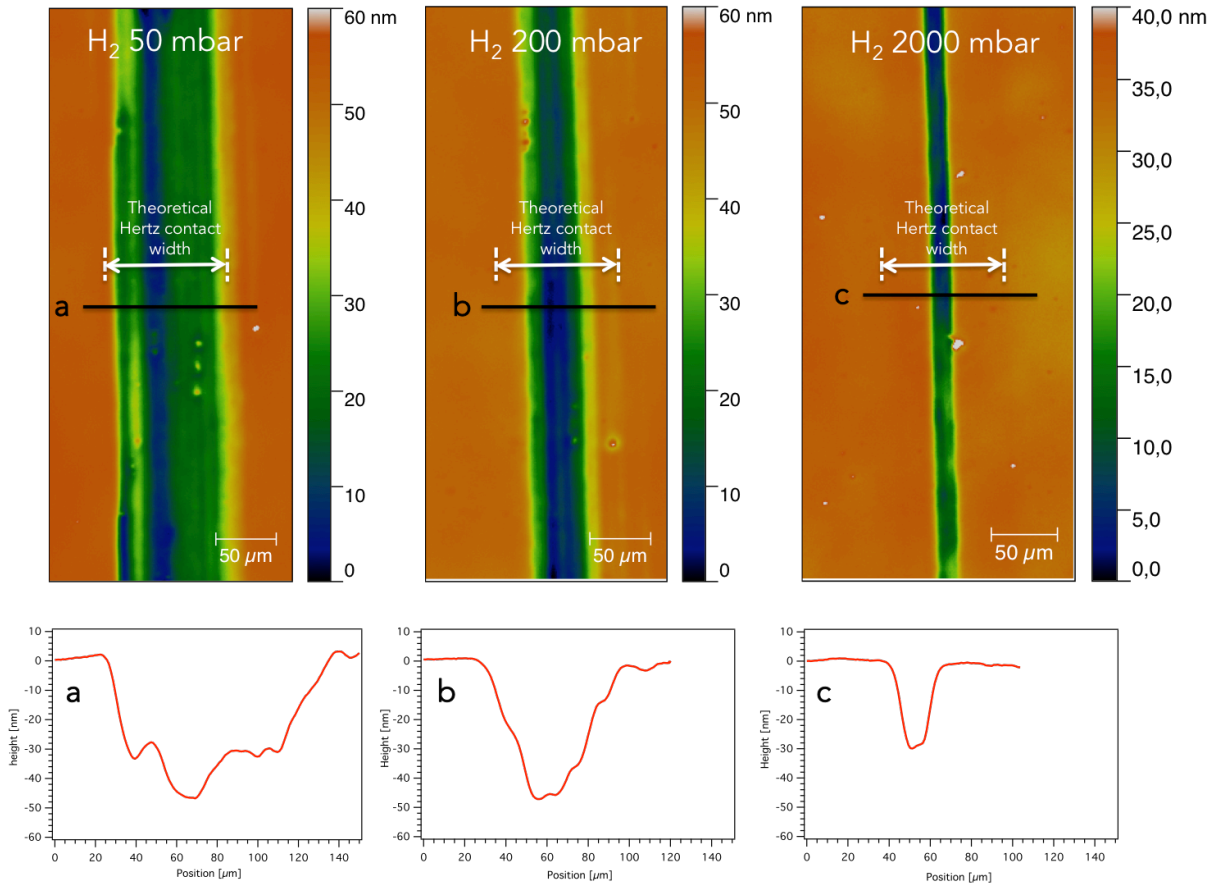 H₂ 50 mbar
60 nm
50
40
30
20
10
0
Theoretical
Hertz contact
width
a
50 µm
H₂ 200 mbar
60 nm
50
40
30
20
10
0
Theoretical
Hertz contact
width
b
50 µm
H₂ 2000 mbar
40,0 nm
35,0
30,0
25,0
20,0
15,0
10,0
5,0
0,0
Theoretical
Hertz contact
width
c
50 µm
height [nm]
10
0
-10
-20
-30
-40
-50
-60
a
0 20 40 60 80 100 120 140
Position [µm]
Height [nm]
10
0
-10
-20
-30
-40
-50
-60
b
0 20 40 60 80 100 120 140
Position [µm]
Height [nm]
10
0
-10
-20
-30
-40
-50
-60
c
0 20 40 60 80 100 120 140
Position [µm]